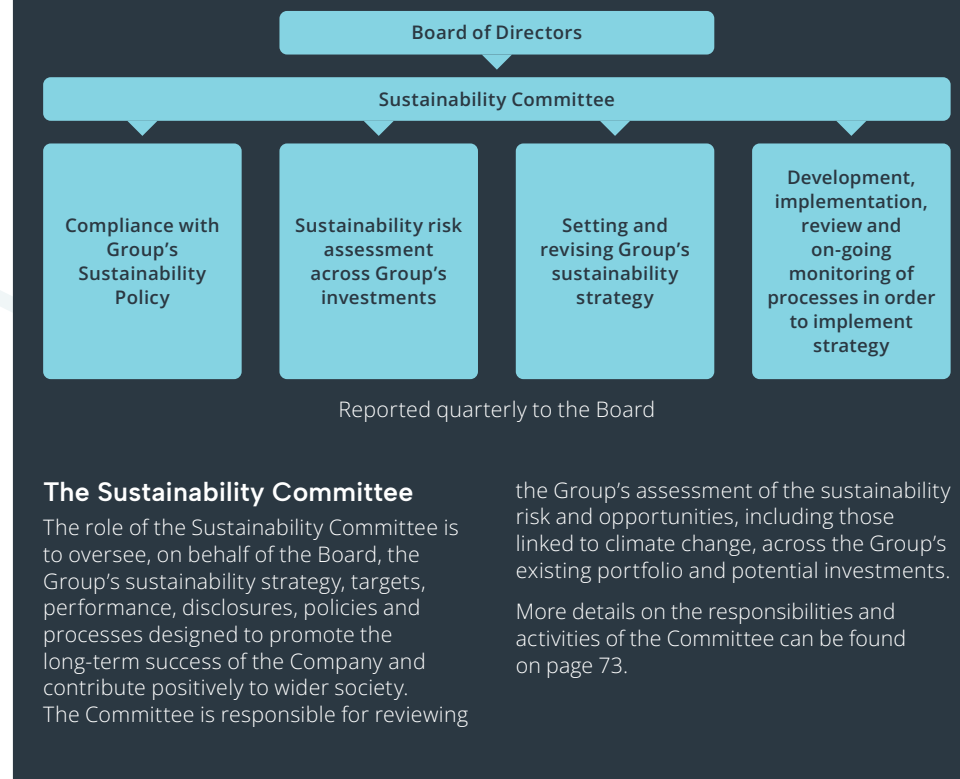 Board of Directors
Sustainability Committee
Compliance with
Group’s
Sustainability
Policy
Sustainability risk
assessment
across Group’s
investments
Setting and
revising Group’s
sustainability
strategy
Development,
implementation,
review and
on-going
monitoring of
processes in order
to implement
strategy
Reported quarterly to the Board
The Sustainability Committee
The role of the Sustainability Committee is
to oversee, on behalf of the Board, the
Group’s sustainability strategy, targets,
performance, disclosures, policies and
processes designed to promote the
long-term success of the Company and
contribute positively to wider society.
The Committee is responsible for reviewing
the Group’s assessment of the sustainability
risk and opportunities, including those
linked to climate change, across the Group’s
existing portfolio and potential investments.
More details on the responsibilities and
activities of the Committee can be found
on page 73.